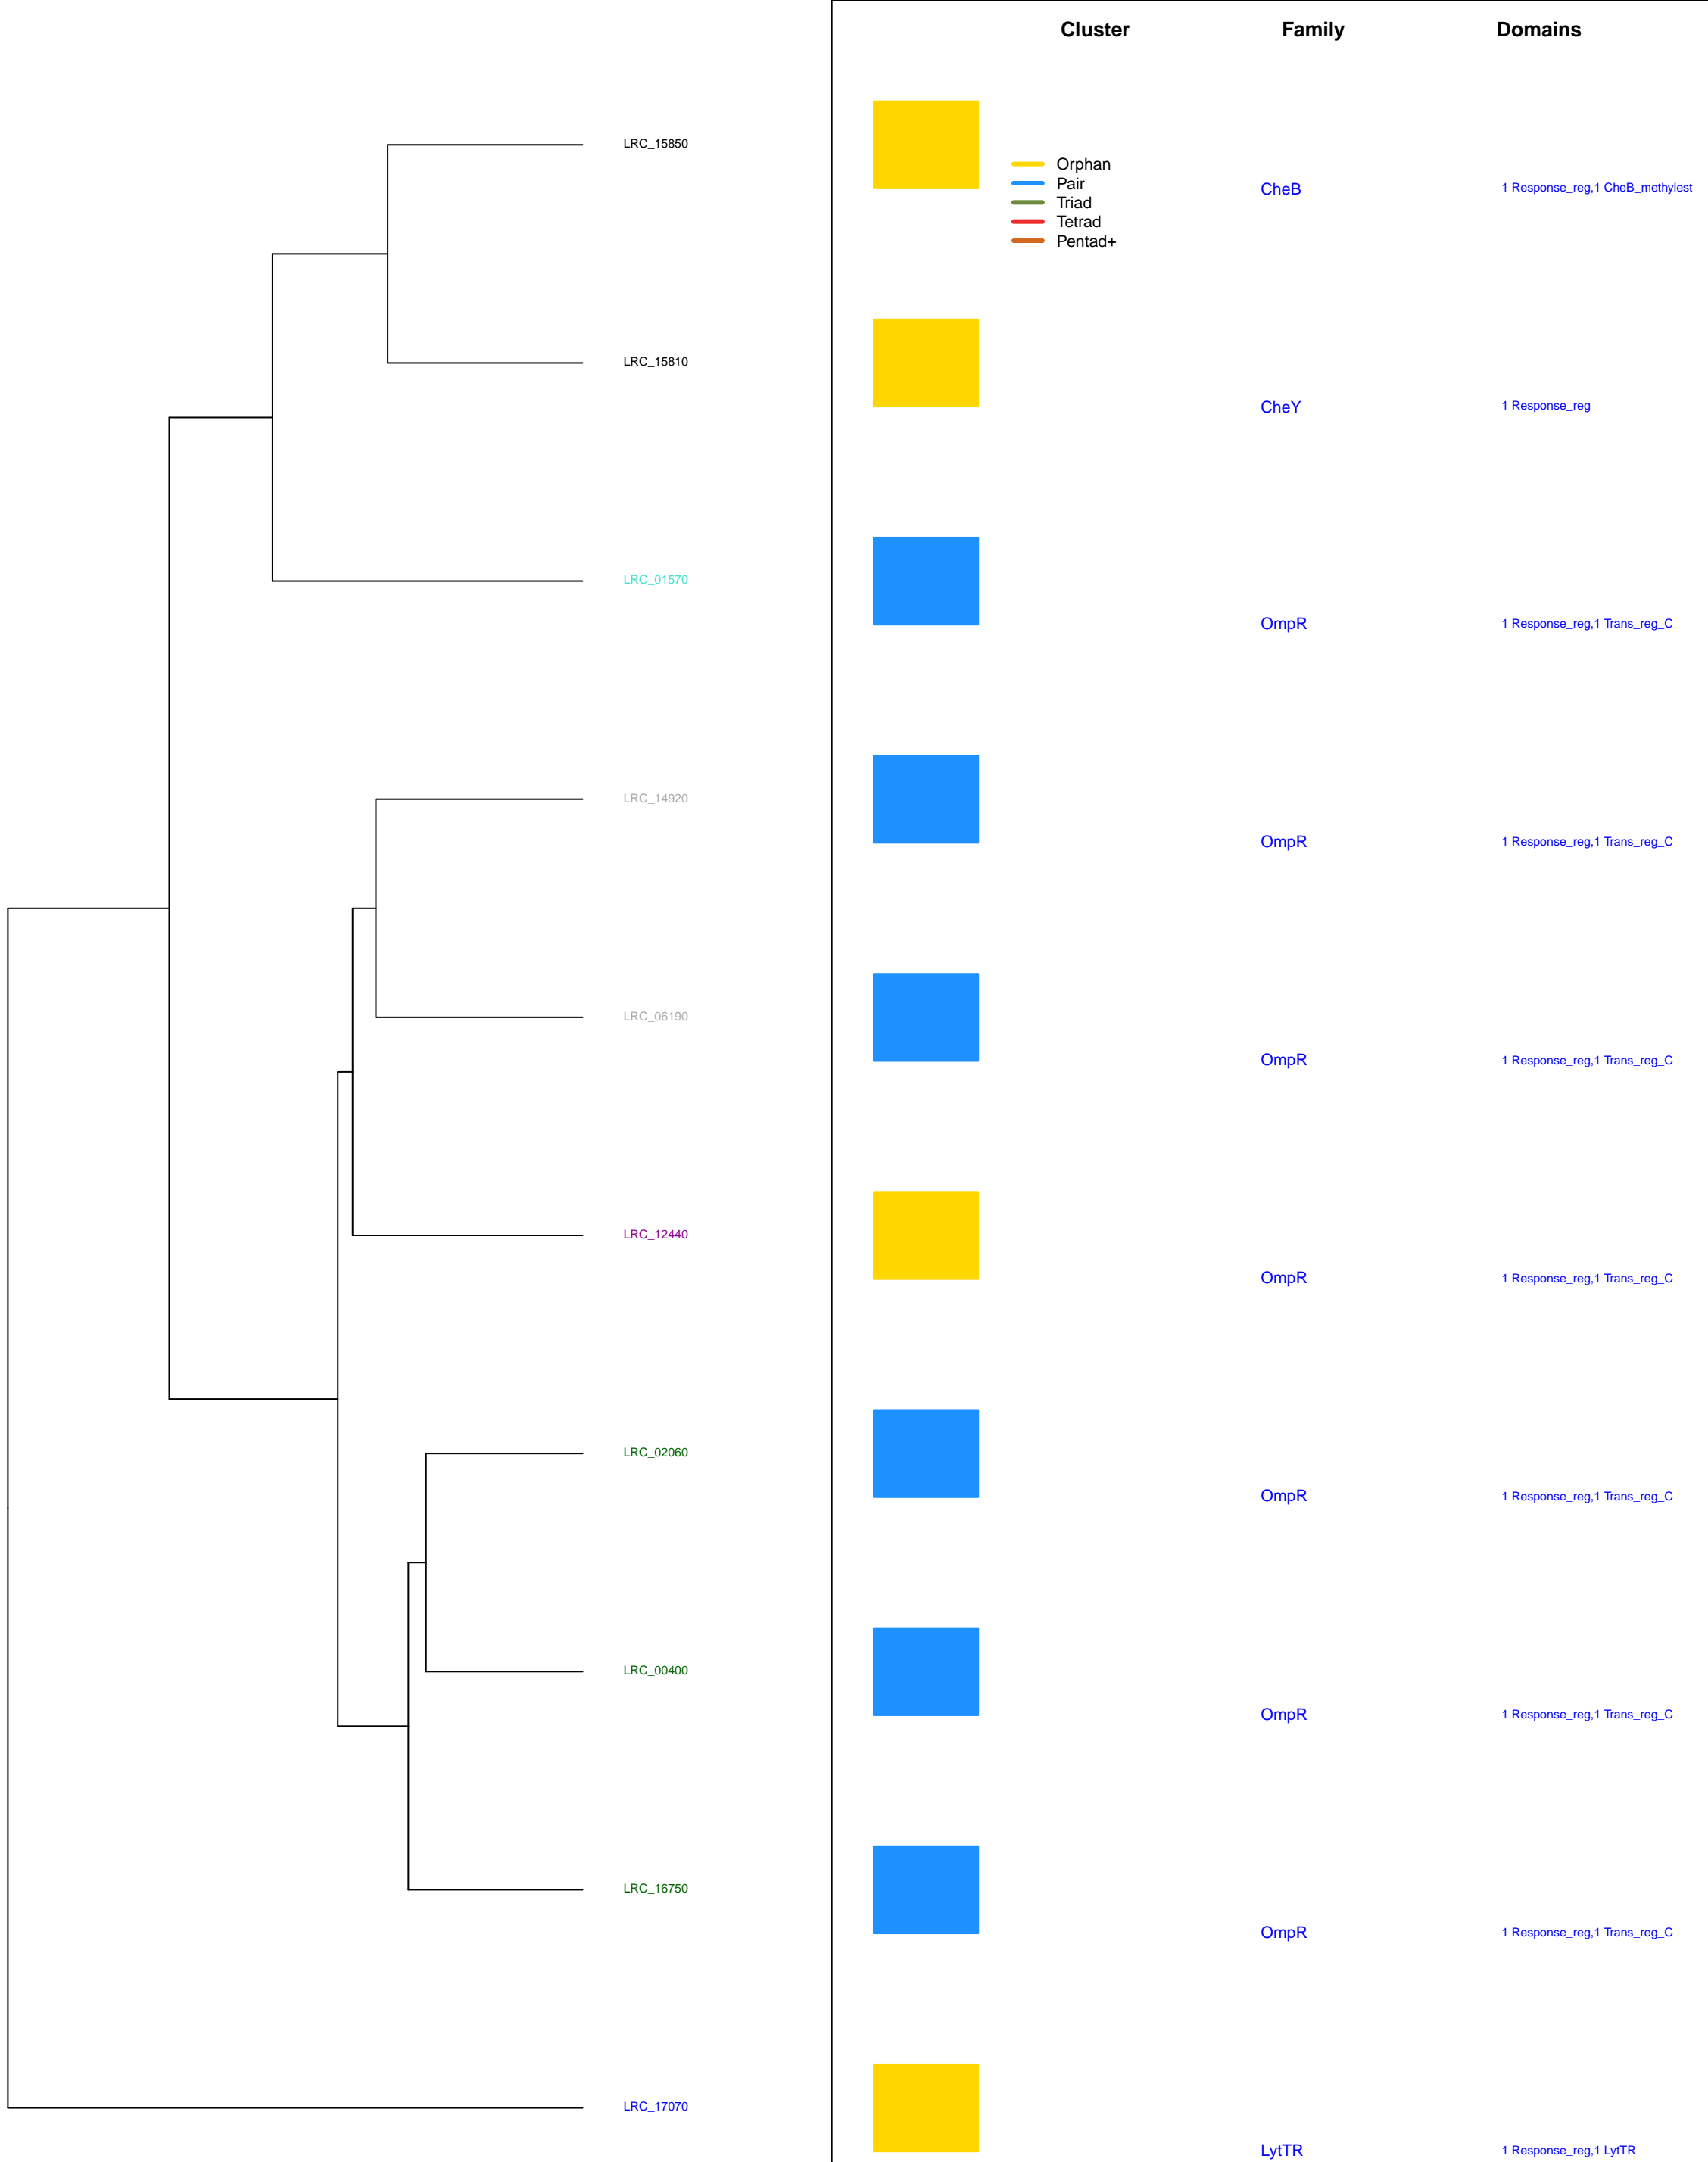 Cluster Family Domains
LRC_15850
Orphan
Pair
Triad
Tetrad
Pentad+
CheB 1 Response_reg,1 CheB_methylest
LRC_15810
CheY 1 Response_reg
LRC_01570
OmpR 1 Response_reg,1 Trans_reg_C
LRC_14920
OmpR 1 Response_reg,1 Trans_reg_C
LRC_06190
OmpR 1 Response_reg,1 Trans_reg_C
LRC_12440
OmpR 1 Response_reg,1 Trans_reg_C
LRC_02060
OmpR 1 Response_reg,1 Trans_reg_C
LRC_00400
OmpR 1 Response_reg,1 Trans_reg_C
LRC_16750
OmpR 1 Response_reg,1 Trans_reg_C
LRC_17070
LytTR 1 Response_reg,1 LytTR